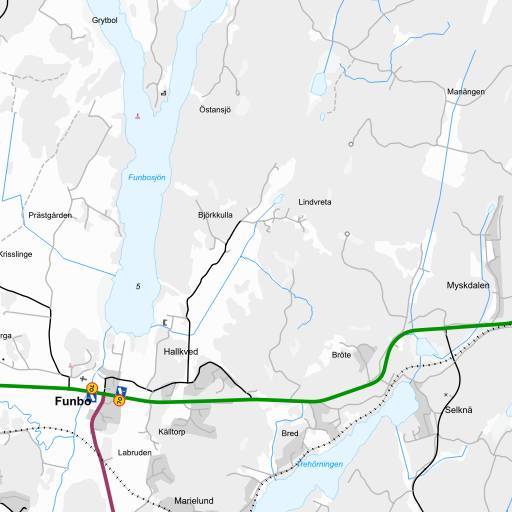 Grytbol
Manängen
Östansjö
Funbosjön
Lindvreta
Prästgården
Björkkulla
Krisslinge
5
Myskdalen
rga
Hallkved
Bröte
Funbo
Selknä
Källtorp
Bred
Labruden
Trehörningen
Marielund